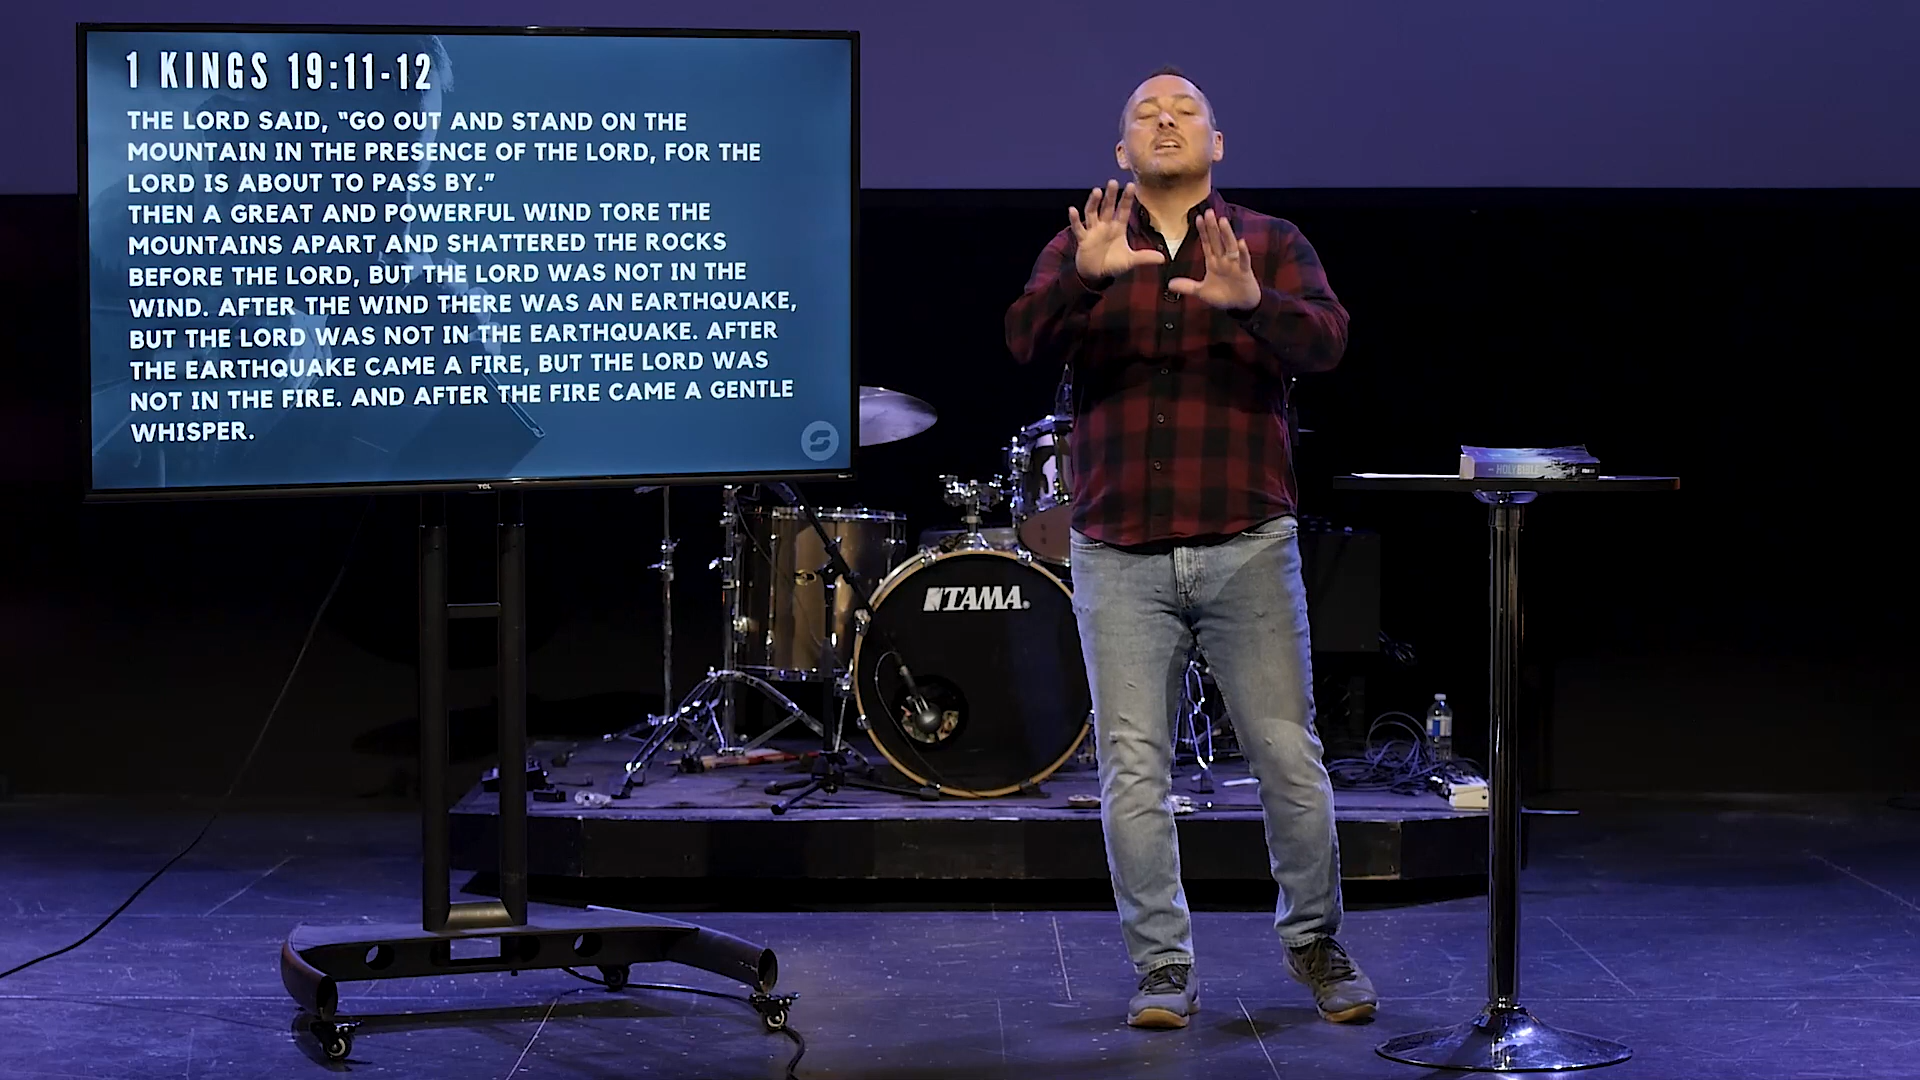 1 KINGS 19:11-12
THE LORD SAID, "GO OUT AND STAND ON THE
MOUNTAIN IN THE PRESENCE OF THE LORD, FOR THE
LORD IS ABOUT TO PASS BY."
THEN A GREAT AND POWERFUL WIND TORE THE
MOUNTAINS APART AND SHATTERED THE ROCKS
BEFORE THE LORD, BUT THE LORD WAS NOT IN THE
WIND. AFTER THE WIND THERE WAS AN EARTHQUAKE,
BUT THE LORD WAS NOT IN THE EARTHQUAKE. AFTER
THE EARTHQUAKE CAME A FIRE, BUT THE LORD WAS
NOT IN THE FIRE. AND AFTER THE FIRE CAME A GENTLE
WHISPER.
TCL
TAMA®
HOLY BIBLE